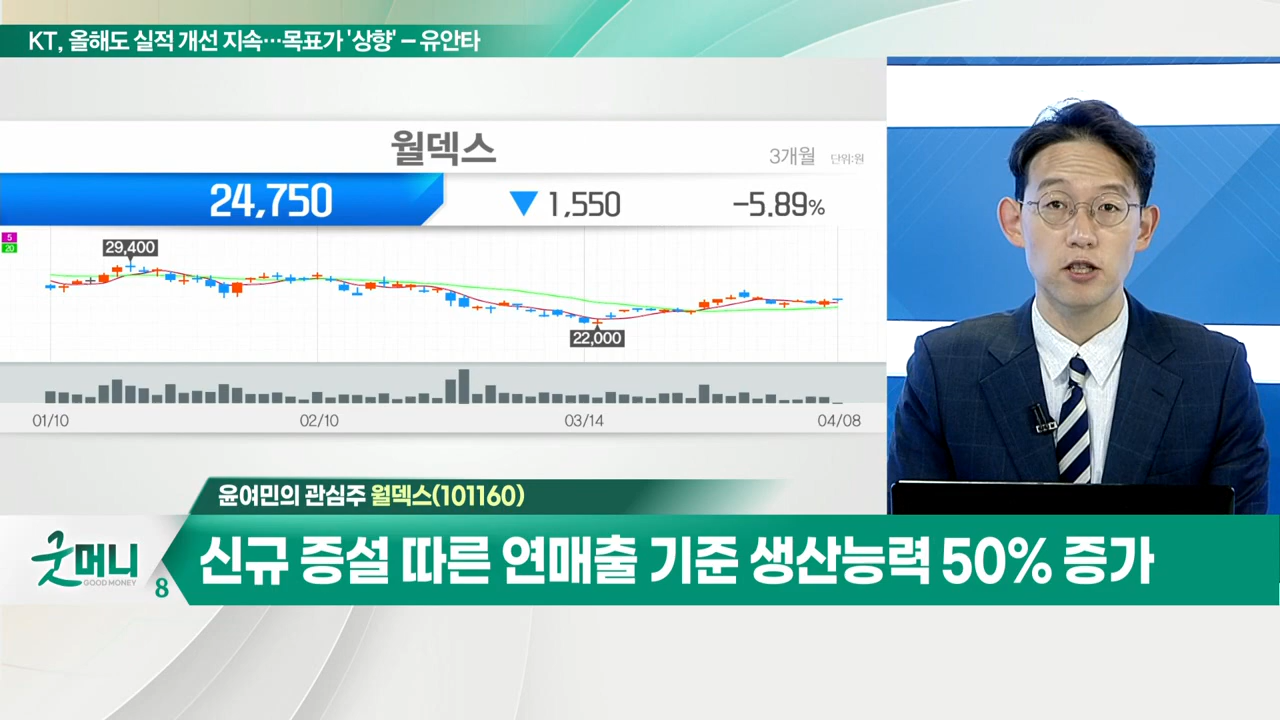 KT, 올해도 실적 개선 지속…목표가 '상향' – 유안타
월덱스
3개월 단위:원
24,750 ▼ 1,550 -5.89%
5
20
29,400
22,000
01/10 02/10 03/14 04/08
윤여민의 관심주 월덱스(101160)
굿머니
GOOD MONEY
8
신규 증설 따른 연매출 기준 생산능력 50% 증가